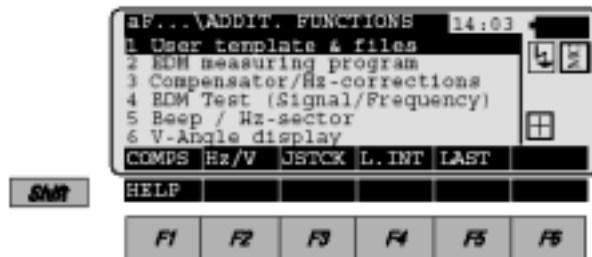 aF...\ADDIT. FUNCTIONS 14:03
1 User template & files
2 EDM measuring program
3 Compensator/Hz-corrections
4 EDM Test (Signal/Frequency)
5 Beep / Hz-sector
6 V-Angle display
COMPS Hz/V JSTCK L.INT LAST
Shift HELP
F1 F2 F3 F4 F5 F6